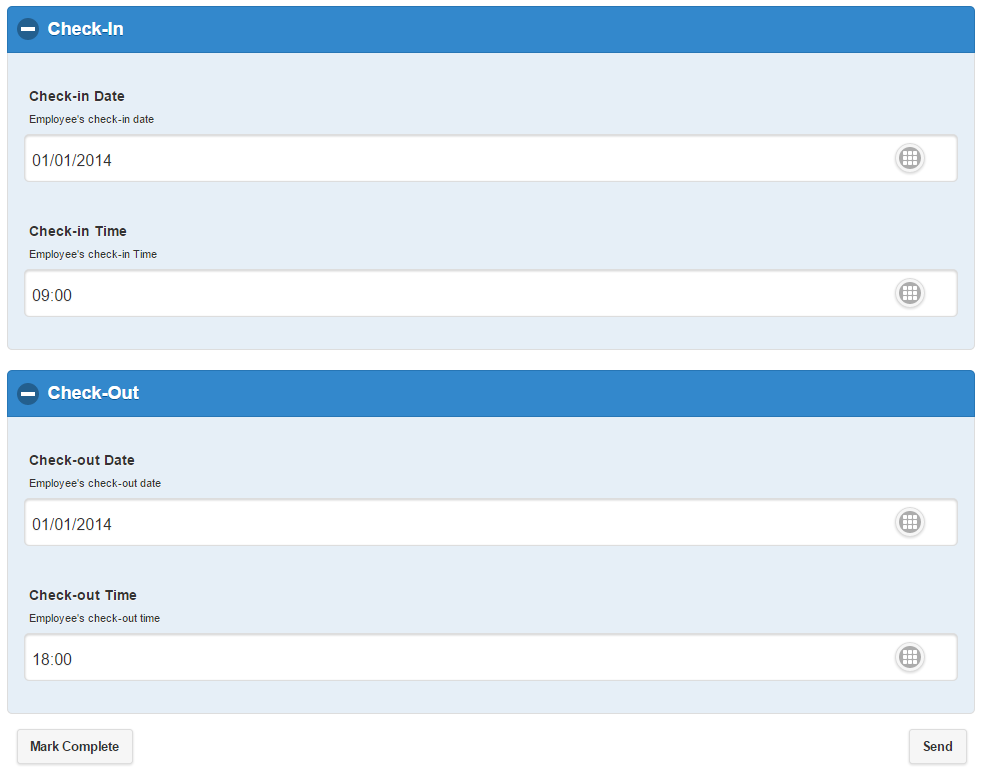 Check-In
Check-in Date
Employee's check-in date
01/01/2014
Check-in Time
Employee's check-in Time
09:00
Check-Out
Check-out Date
Employee's check-out date
01/01/2014
Check-out Time
Employee's check-out time
18:00
Mark Complete
Send